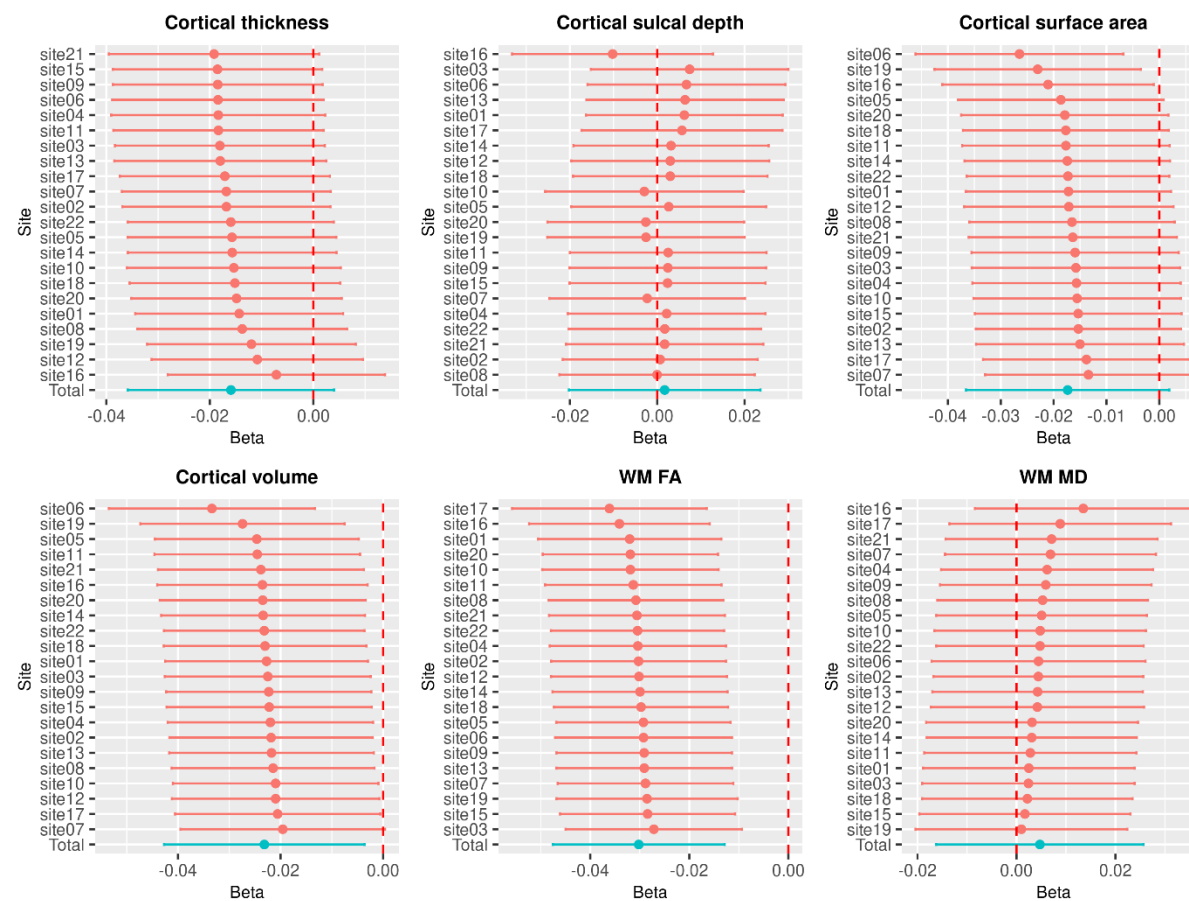 Cortical thickness
Site
site21
site15
site09
site06
site04
site11
site03
site13
site17
site07
site02
site22
site05
site14
site10
site18
site20
site01
site08
site19
site12
site16
Total
-0.04 -0.02 0.00
Beta
Cortical sulcal depth
Site
site16
site03
site06
site13
site01
site17
site14
site12
site18
site10
site05
site20
site19
site11
site09
site15
site07
site04
site22
site21
site02
site08
Total
-0.02 0.00 0.02
Beta
Cortical surface area
Site
site06
site19
site16
site05
site20
site18
site11
site14
site22
site01
site12
site08
site21
site09
site03
site04
site10
site15
site02
site13
site17
site07
Total
-0.04 -0.03 -0.02 -0.01 0.00
Beta
Cortical volume
Site
site06
site19
site05
site11
site21
site16
site20
site14
site22
site18
site01
site03
site09
site15
site04
site02
site13
site08
site10
site12
site17
site07
Total
-0.04 -0.02 0.00
Beta
WM FA
Site
site17
site16
site01
site20
site10
site11
site08
site21
site22
site04
site02
site12
site14
site18
site05
site06
site09
site13
site07
site19
site15
site03
Total
-0.04 -0.02 0.00
Beta
WM MD
Site
site16
site17
site21
site07
site04
site09
site08
site05
site10
site22
site06
site02
site13
site12
site20
site14
site11
site01
site03
site18
site15
site19
Total
-0.02 0.00 0.02
Beta